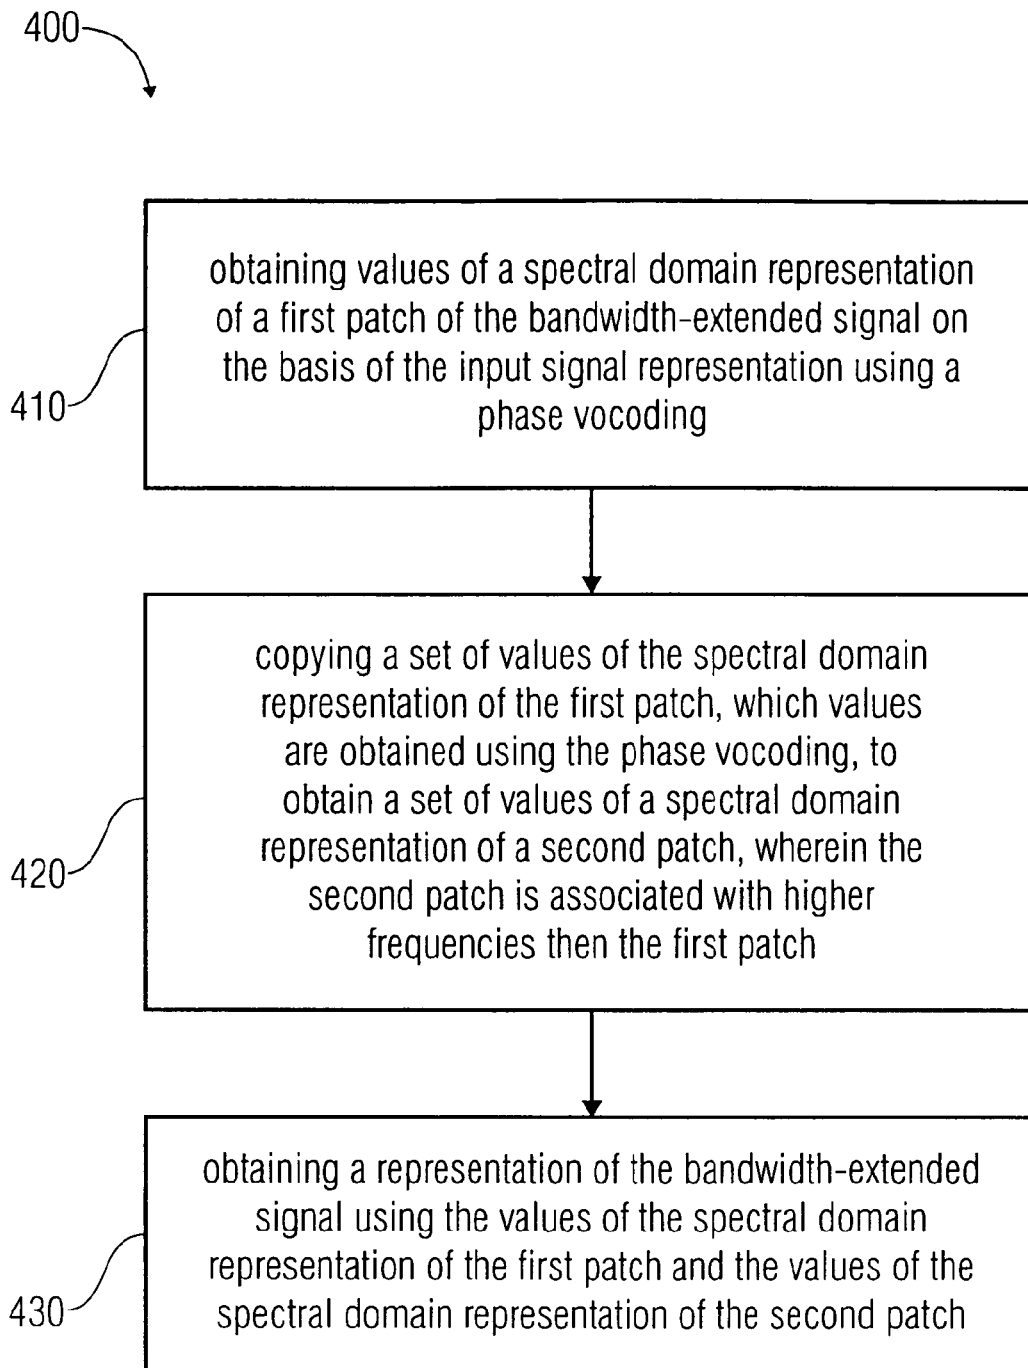 400
obtaining values of a spectral domain representation
of a first patch of the bandwidth-extended signal on
the basis of the input signal representation using a
phase vocoding
410
copying a set of values of the spectral domain
representation of the first patch, which values
are obtained using the phase vocoding, to
obtain a set of values of a spectral domain
representation of a second patch, wherein the
second patch is associated with higher
frequencies then the first patch
420
obtaining a representation of the bandwidth-extended
signal using the values of the spectral domain
representation of the first patch and the values of the
spectral domain representation of the second patch
430